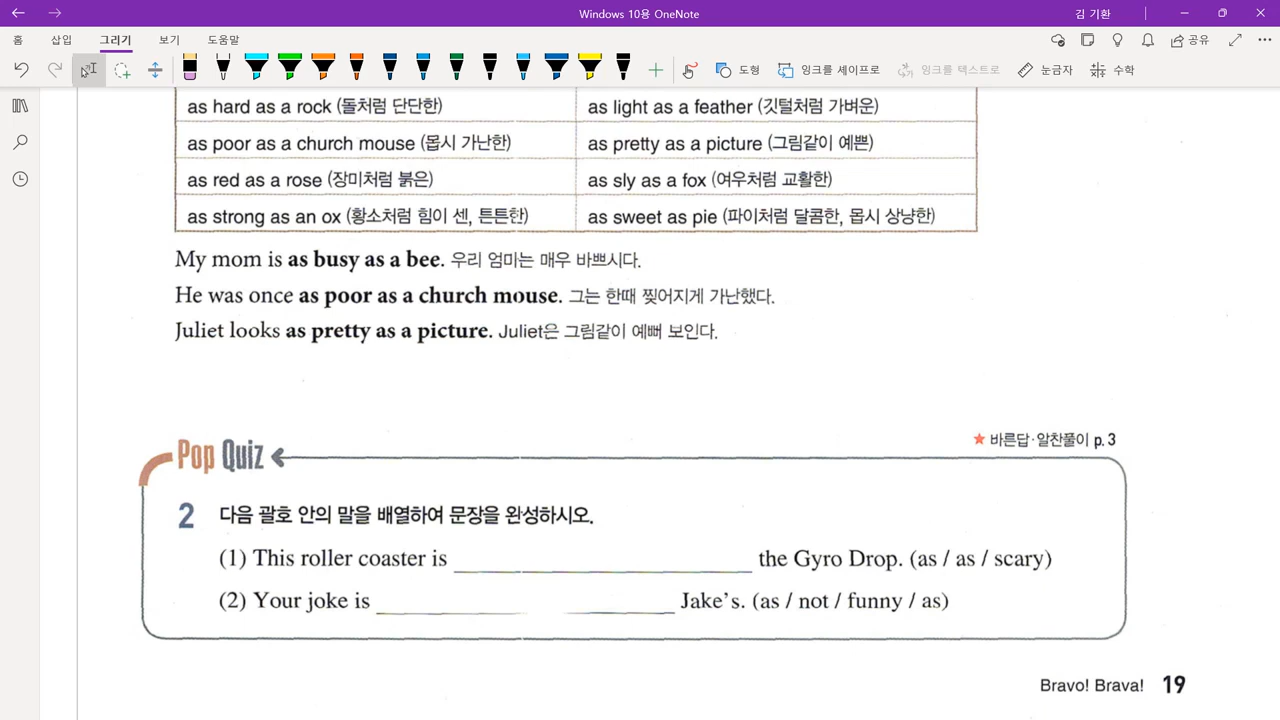 Windows 10용 OneNote
김 기환
홈 삽입 그리기 보기 도움말
공유
도형 잉크를 셰이프로 잉크를 텍스트로 눈금자 수학
as hard as a rock (돌처럼 단단한) as light as a feather (깃털처럼 가벼운)
as poor as a church mouse (몹시 가난한) as pretty as a picture (그림같이 예쁜)
as red as a rose (장미처럼 붉은) as sly as a fox (여우처럼 교활한)
as strong as an ox (황소처럼 힘이 센, 튼튼한) as sweet as pie (파이처럼 달콤한, 몹시 상냥한)
My mom is as busy as a bee. 우리 엄마는 매우 바쁘시다.
He was once as poor as a church mouse. 그는 한때 찢어지게 가난했다.
Juliet looks as pretty as a picture. Juliet은 그림같이 예뻐 보인다.
★ 바른답·알찬풀이 p. 3
Pop Quiz
2 다음 괄호 안의 말을 배열하여 문장을 완성하시오.
(1) This roller coaster is ______ the Gyro Drop. (as / as / scary)
(2) Your joke is ______ Jake's. (as / not / funny / as)
Bravo! Brava! 19